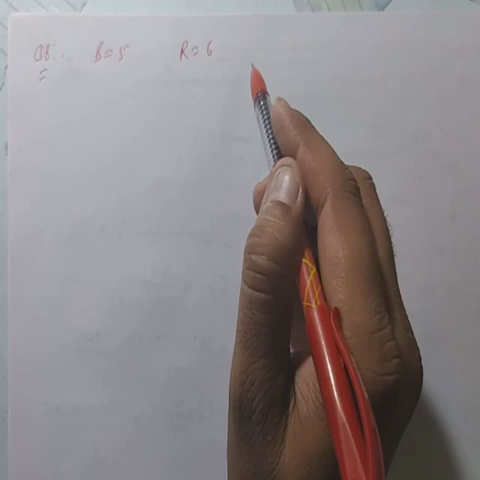 08:. B = 5 R = 6
=